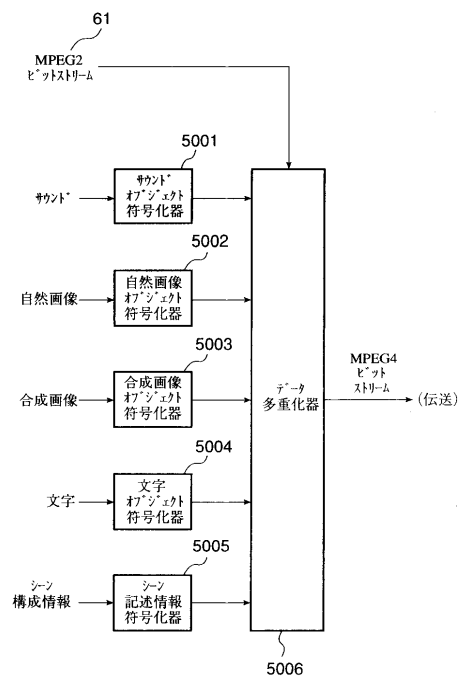 61
MPEG2
ﾋﾞｯﾄｽﾄﾘｰﾑ
5001
ｻｳﾝﾄﾞ
ｻｳﾝﾄﾞ
ｵﾌﾞｼﾞｪｸﾄ
符号化器
5002
自然画像
自然画像
ｵﾌﾞｼﾞｪｸﾄ
符号化器
5003
合成画像
合成画像
ｵﾌﾞｼﾞｪｸﾄ
符号化器
5004
文字
文字
ｵﾌﾞｼﾞｪｸﾄ
符号化器
5005
ｼｰﾝ
構成情報
ｼｰﾝ
記述情報
符号化器
ﾃﾞｰﾀ
多重化器
5006
MPEG4
ﾋﾞｯﾄ
ｽﾄﾘｰﾑ
(伝送)